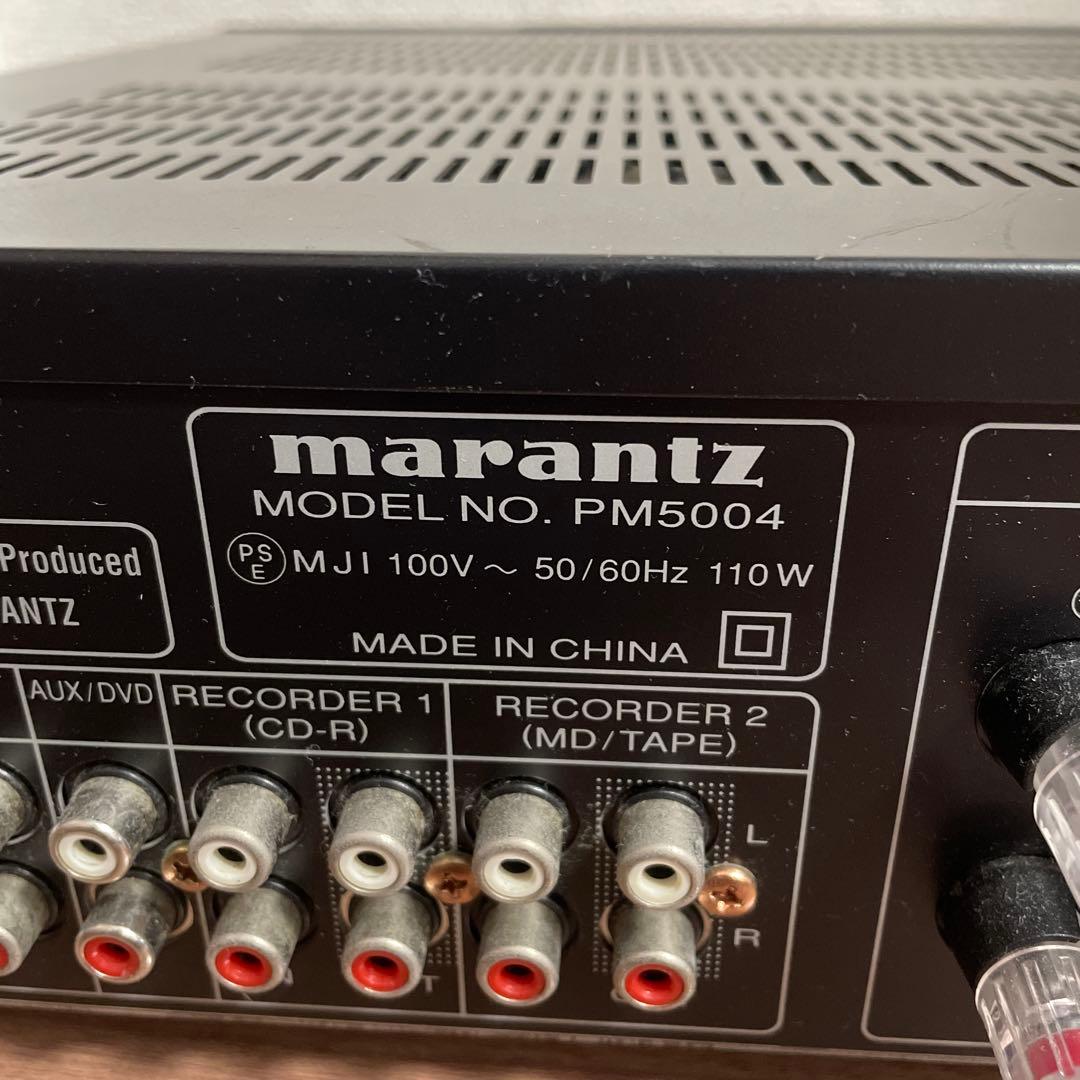 marantz
MODEL NO. PM5004
PS
E
MJI 100V ~ 50/60Hz 110W
MADE IN CHINA
Produced
ANTZ
AUX/DVD
RECORDER 1
(CD-R)
RECORDER 2
(MD/TAPE)
L
R